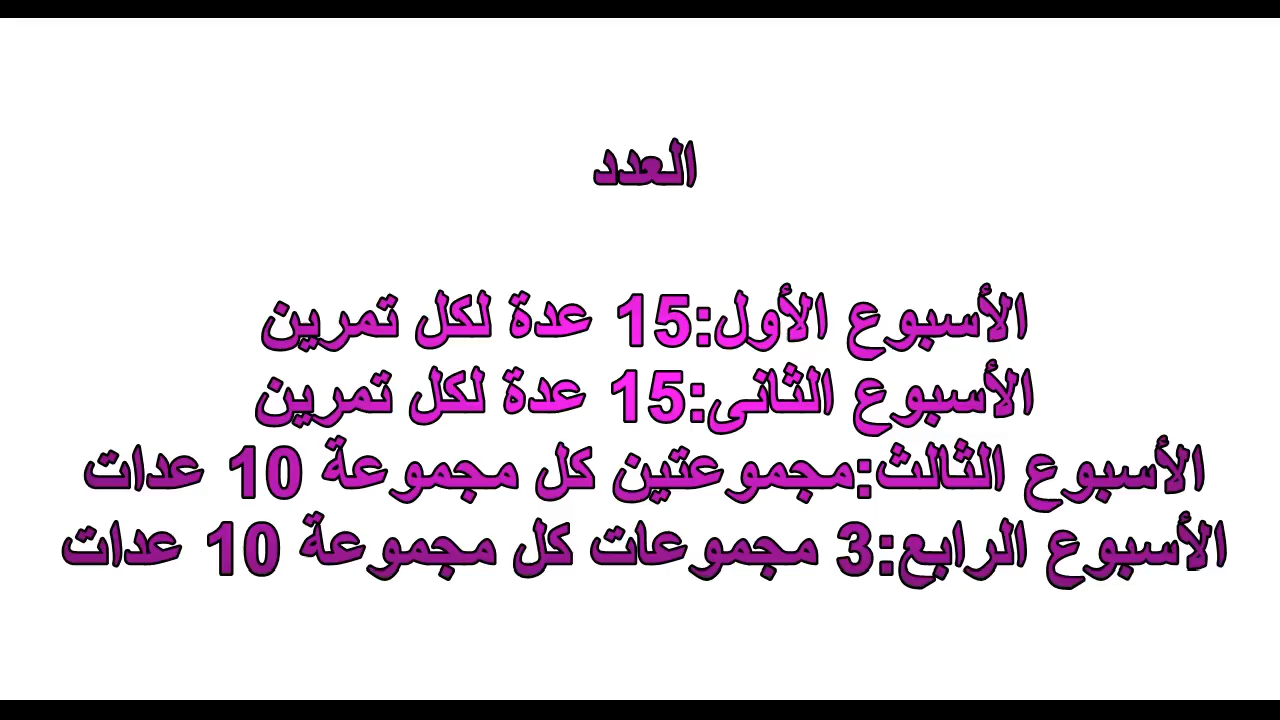 العدد
الأسبوع الأول:15 عدة لكل تمرين
الأسبوع الثانى:15 عدة لكل تمرين
الأسبوع الثالث:مجموعتين كل مجموعة 10 عدات
الأسبوع الرابع:3 مجموعات كل مجموعة 10 عدات